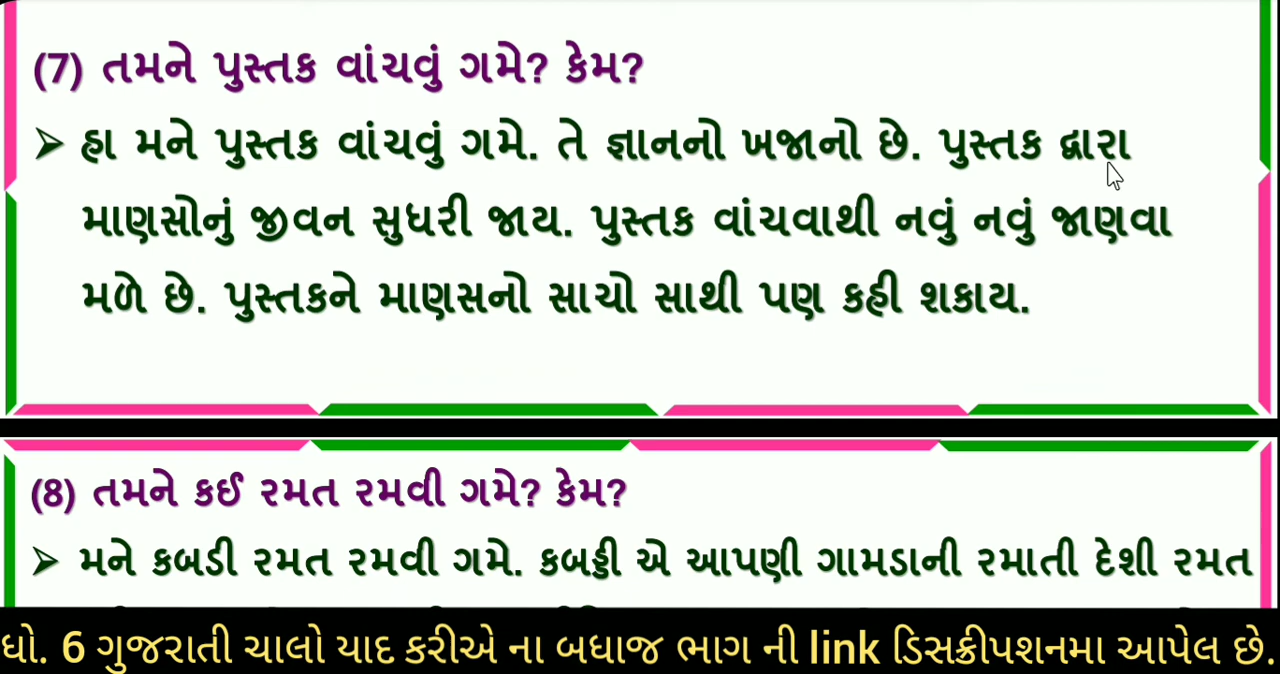 (7) તમને પુસ્તક વાંચવું ગમે? કેમ?
➢ હા મને પુસ્તક વાંચવું ગમે. તે જ્ઞાનનો ખજાનો છે. પુસ્તક દ્વારા
માણસોનું જીવન સુધરી જાય. પુસ્તક વાંચવાથી નવું નવું જાણવા
મળે છે. પુસ્તકને માણસનો સાચો સાથી પણ કહી શકાય.
(8) તમને કઈ રમત રમવી ગમે? કેમ?
➢ મને કબડી રમત રમવી ગમે. કબડ્ડી એ આપણી ગામડાની રમાતી દેશી રમત
ધો. 6 ગુજરાતી ચાલો યાદ કરીએ ના બધાજ ભાગ ની link ડિસક્રીપશનમા આપેલ છે.